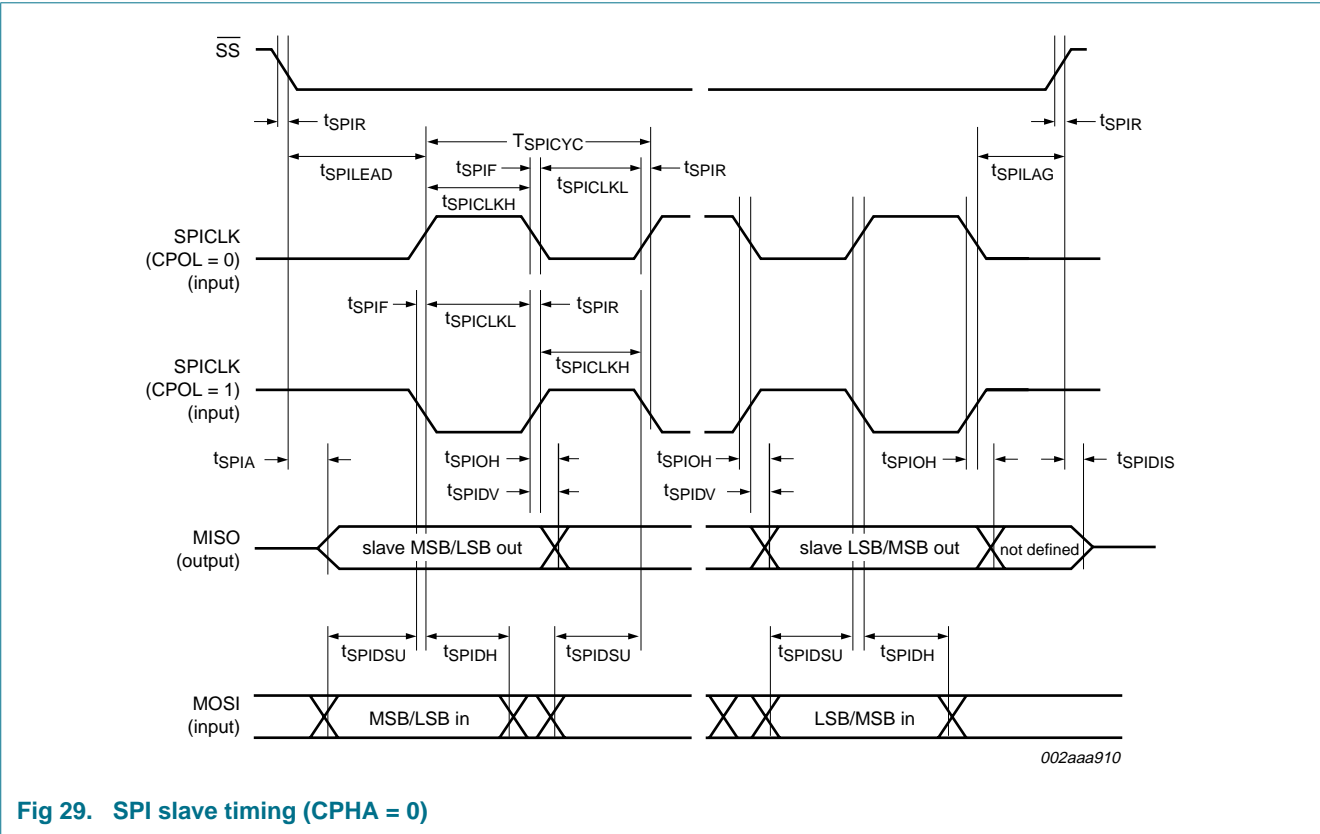 SS
tSPIR
tSPIR
TSPICYC
tSPILEAD
tSPIF
tSPICLKL
tSPIR
tSPILAG
tSPICLKH
SPICLK
(CPOL = 0)
(input)
tSPIF
tSPICLKL
tSPIR
tSPICLKH
SPICLK
(CPOL = 1)
(input)
tSPIA
tSPIOH
tSPIOH
tSPIOH
tSPIDIS
tSPIDV
tSPIDV
MISO
(output)
slave MSB/LSB out
slave LSB/MSB out
not defined
tSPIDSU
tSPIDH
tSPIDSU
tSPIDSU
tSPIDH
MOSI
(input)
MSB/LSB in
LSB/MSB in
002aaa910
Fig 29. SPI slave timing (CPHA = 0)